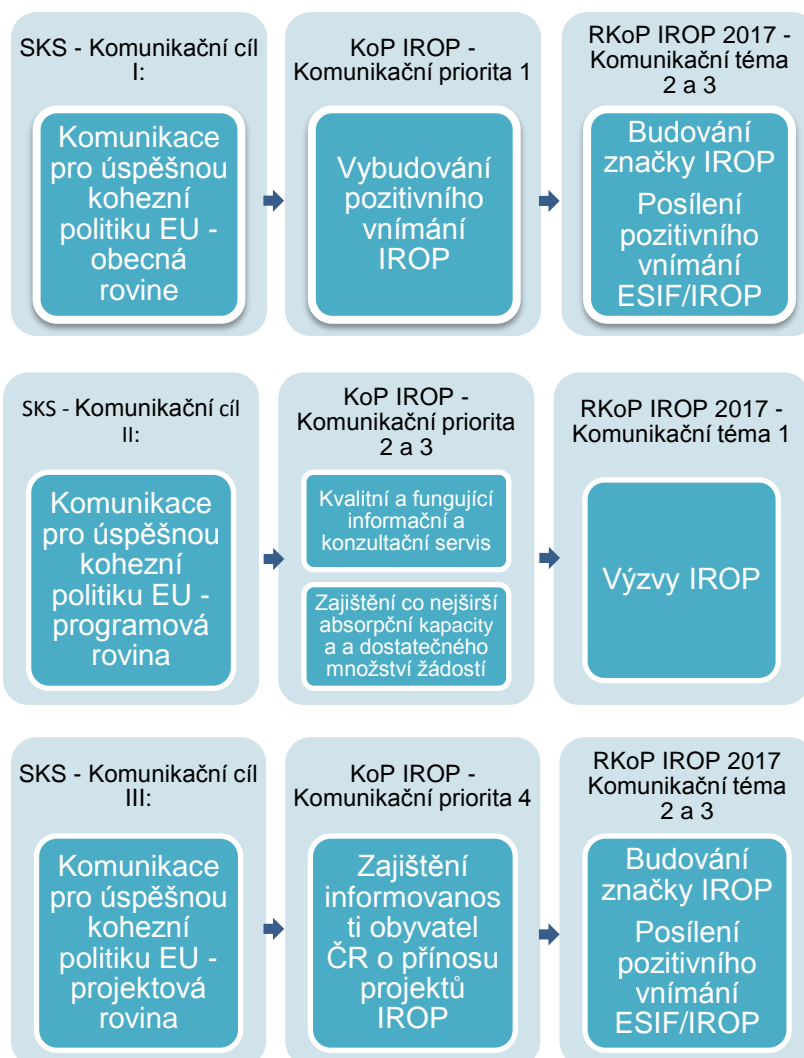 SKS - Komunikační cíl
I:
Komunikace
pro úspěšnou
kohezní
politiku EU -
obecná
rovine
KoP IROP -
Komunikační priorita 1
Vybudování
pozitivního
vnímání
IROP
RKoP IROP 2017 -
Komunikační téma
2 a 3
Budování
značky IROP
Posílení
pozitivního
vnímání
ESIF/IROP
SKS - Komunikační cíl
II:
Komunikace
pro úspěšnou
kohezní
politiku EU -
programová
rovina
KoP IROP -
Komunikační priorita
2 a 3
Kvalitní a fungující
informační a
konzultační servis
Zajištění co nejširší
absorpční kapacity
a a dostatečného
množství žádostí
RKoP IROP 2017 -
Komunikační téma 1
Výzvy IROP
SKS - Komunikační cíl
III:
Komunikace
pro úspěšnou
kohezní
politiku EU -
projektová
rovina
KoP IROP -
Komunikační priorita 4
Zajištění
informovanos
ti obyvatel
ČR o přínosu
projektů
IROP
RKoP IROP 2017
Komunikační téma
2 a 3
Budování
značky IROP
Posílení
pozitivního
vnímání
ESIF/IROP